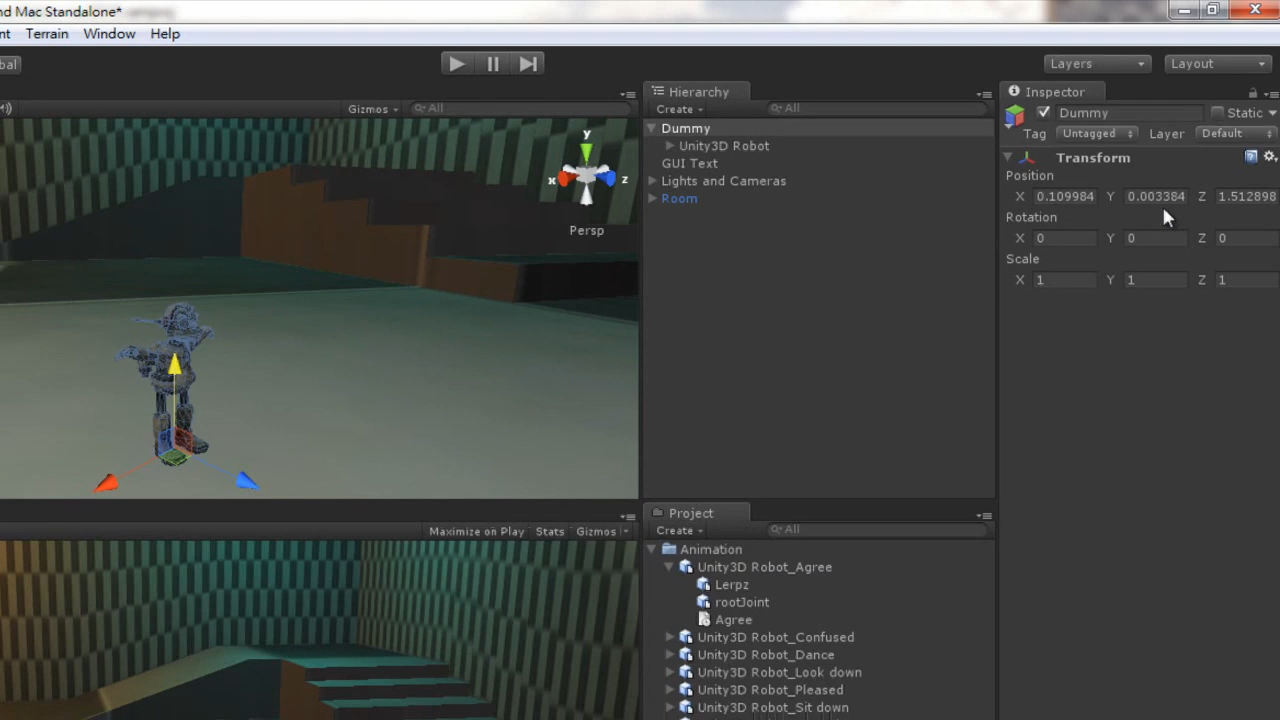 nd Mac Standalone*
nt Terrain Window Help
bal
Layers Layout
Gizmos All
Hierarchy
Create All
Inspector
Dummy Static
Tag Untagged Layer Default
Transform
Position
X 0.109984 Y 0.003384 Z 1.512898
Rotation
X 0 Y 0 Z 0
Scale
X 1 Y 1 Z 1
Dummy
Unity3D Robot
GUI Text
Lights and Cameras
Room
y
x z
Persp
Maximize on Play Stats Gizmos
Project
Create All
Animation
Unity3D Robot_Agree
Lerpz
rootJoint
Agree
Unity3D Robot_Confused
Unity3D Robot_Dance
Unity3D Robot_Look down
Unity3D Robot_Pleased
Unity3D Robot_Sit down